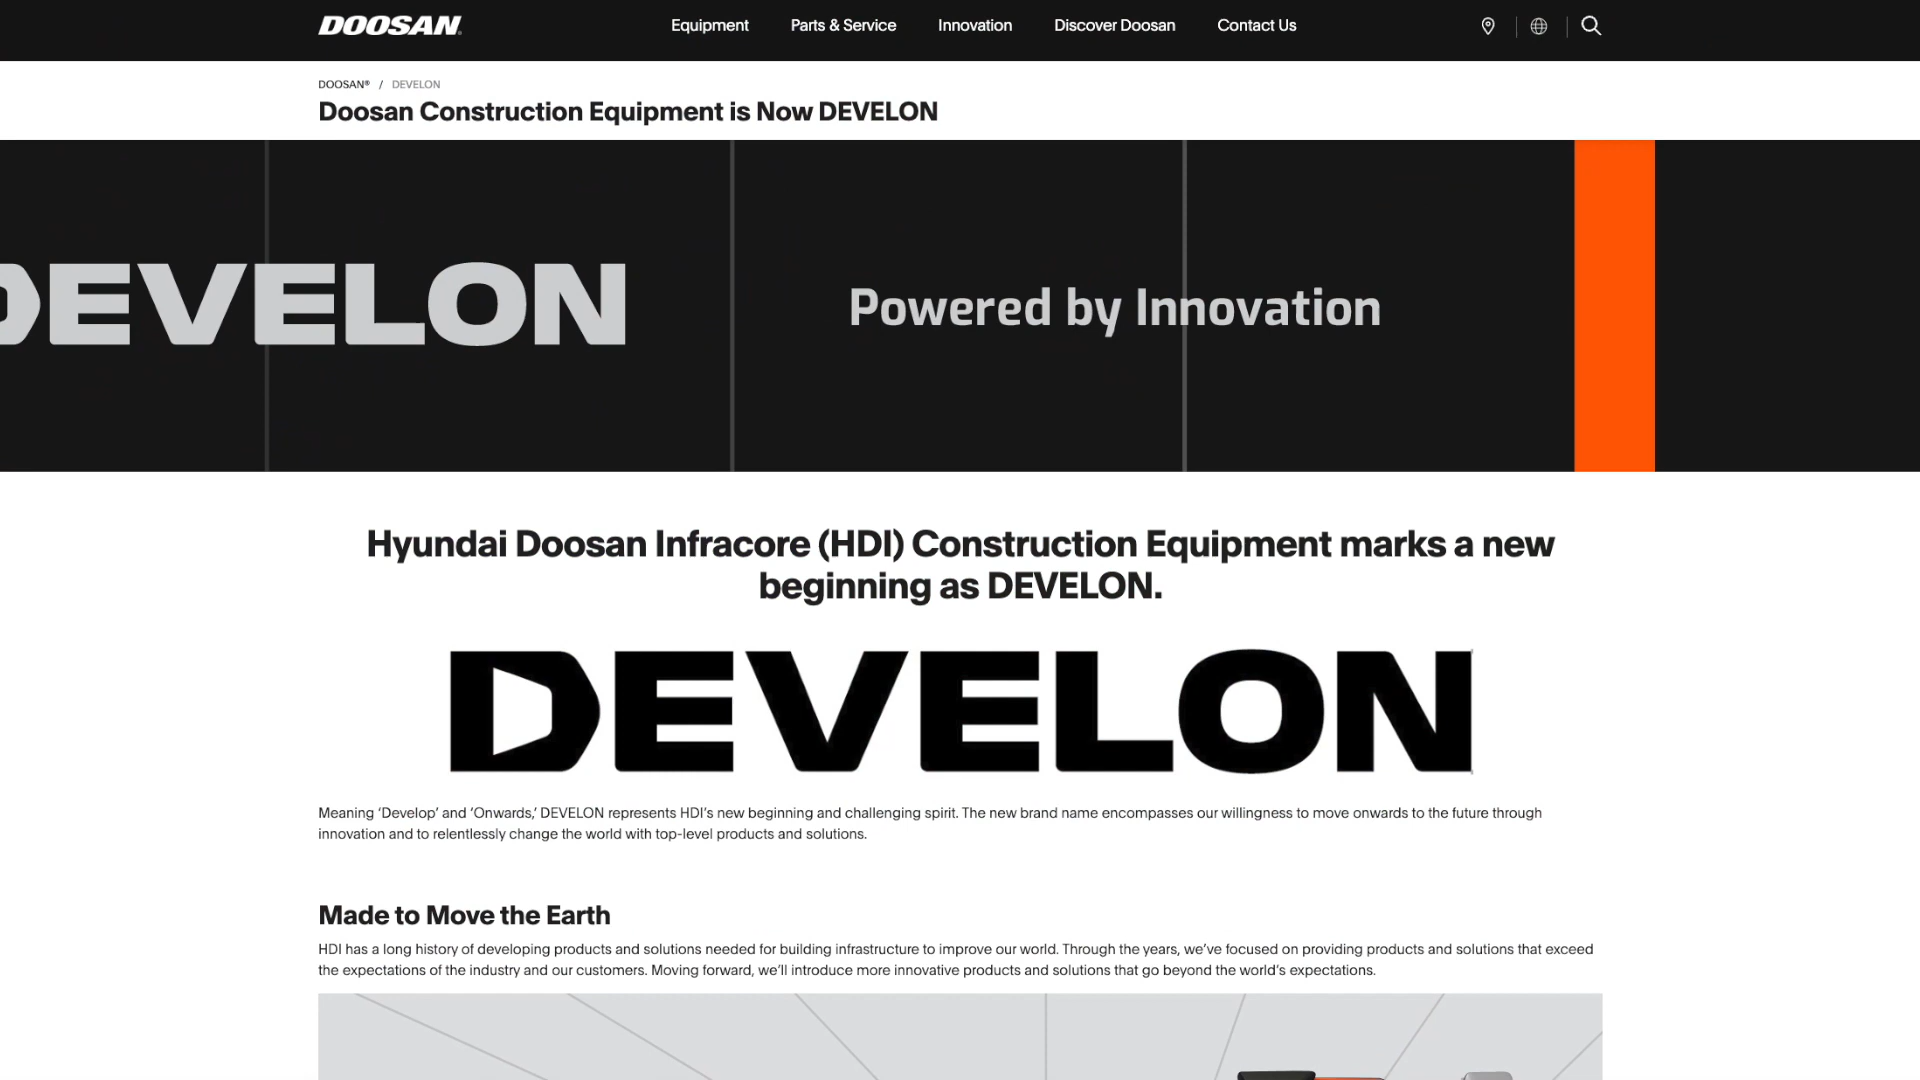 DOOSAN
Equipment
Parts & Service
Innovation
Discover Doosan
Contact Us
DOOSAN® / DEVELON
Doosan Construction Equipment is Now DEVELON
DEVELON
Powered by Innovation
Hyundai Doosan Infracore (HDI) Construction Equipment marks a new
beginning as DEVELON.
DEVELON
Meaning ‘Develop’ and ‘Onwards,’ DEVELON represents HDI’s new beginning and challenging spirit. The new brand name encompasses our willingness to move onwards to the future through
innovation and to relentlessly change the world with top-level products and solutions.
Made to Move the Earth
HDI has a long history of developing products and solutions needed for building infrastructure to improve our world. Through the years, we’ve focused on providing products and solutions that exceed
the expectations of the industry and our customers. Moving forward, we’ll introduce more innovative products and solutions that go beyond the world’s expectations.